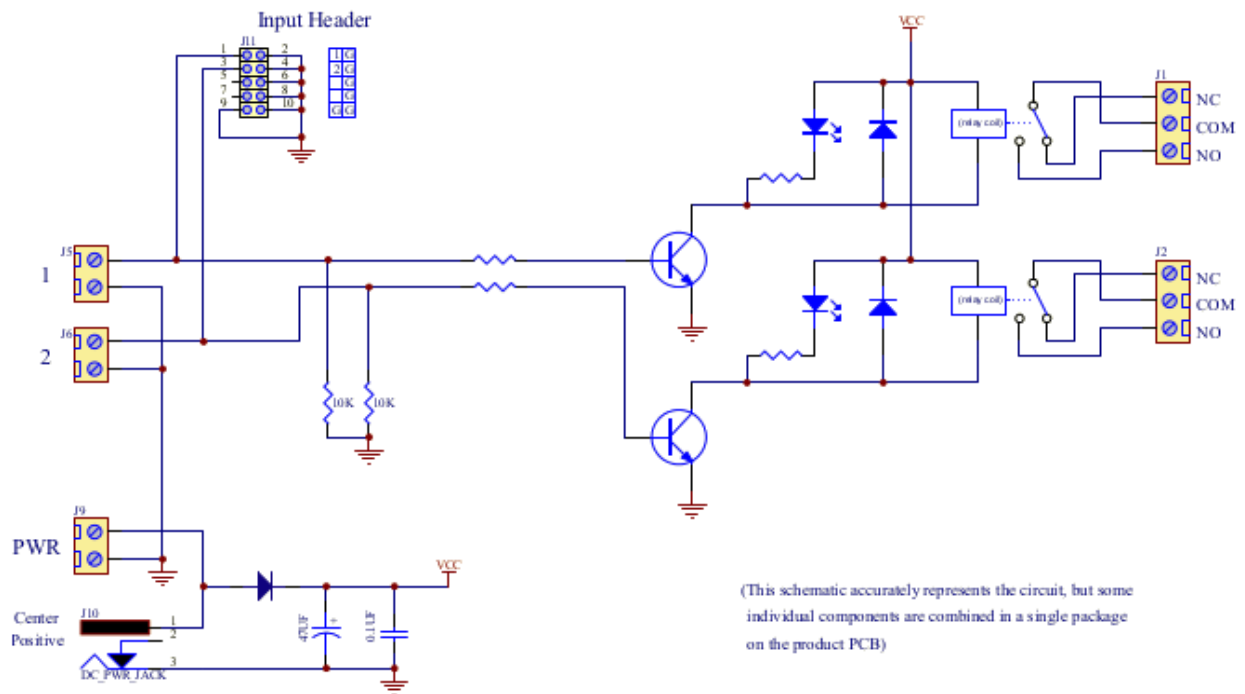 Input Header
J11
1 2
3 4
5 6
7 8
9 10
1 G
2 G
G
G
G G
VCC
(relay coil)
J1
NC
COM
NO
J5
1
J6
2
10K 10K
(relay coil)
J2
NC
COM
NO
J9
PWR
VCC
47UF
0.1UF
Center
Positive
J10
1
2
3
DC_PWR_JACK
(This schematic accurately represents the circuit, but some
individual components are combined in a single package
on the product PCB)